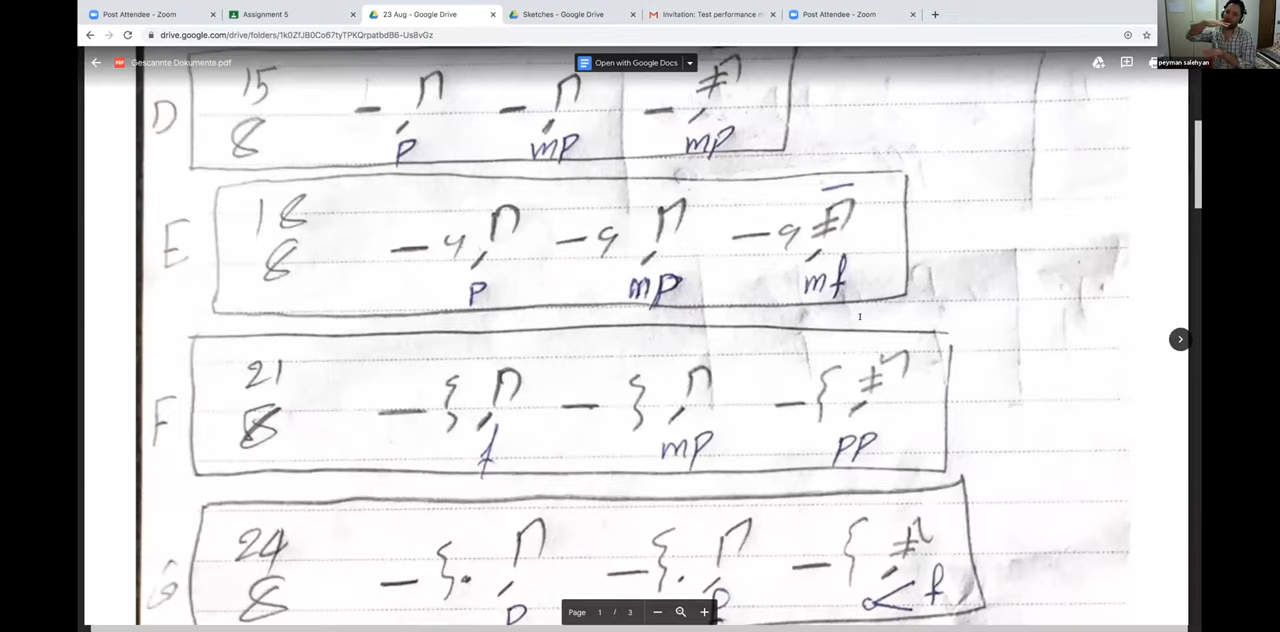 Post Attendee - Zoom
Assignment 5
23 Aug - Google Drive
Sketches - Google Drive
Invitation: Test performance m
Post Attendee - Zoom
drive.google.com/drive/folders/1k0ZfJB0Co67tyTPKQrpatbdB6-Us8vGz
peyman salehyan
Gescannte Dokumente.pdf
Open with Google Docs
D 15
8
p mp mp
E 18
8
p mp mf
F 21
8
f mp pp
24
8
p p f
Page 1 / 3